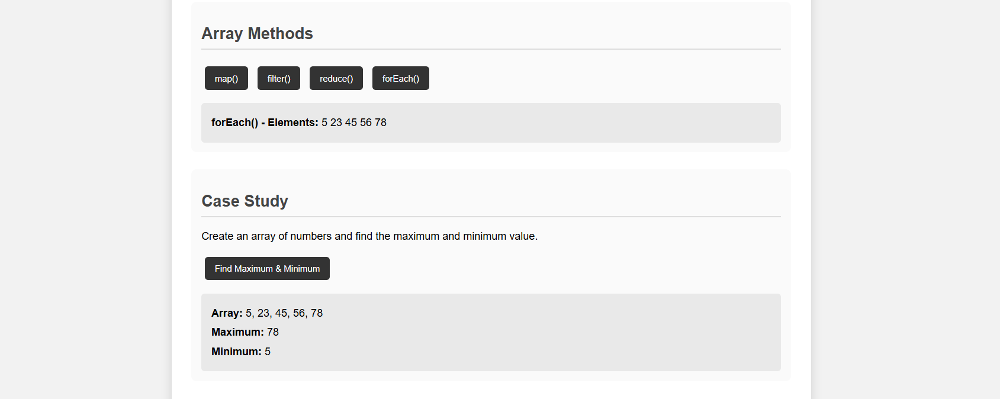 Array Methods
map() filter() reduce() forEach()
forEach() - Elements: 5 23 45 56 78
Case Study
Create an array of numbers and find the maximum and minimum value.
Find Maximum & Minimum
Array: 5, 23, 45, 56, 78
Maximum: 78
Minimum: 5